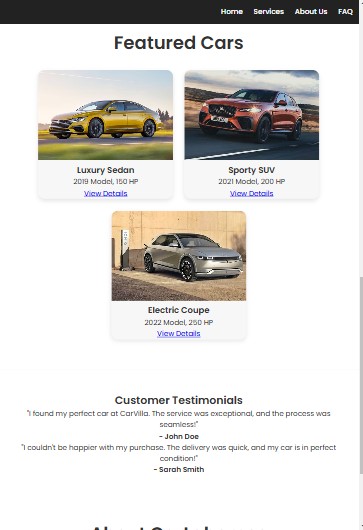 Home Services About Us FAQ
Featured Cars
Luxury Sedan
2019 Model, 150 HP
View Details
Sporty SUV
2021 Model, 200 HP
View Details
Electric Coupe
2022 Model, 250 HP
View Details
Customer Testimonials
"I found my perfect car at CarVilla. The service was exceptional, and the process was
seamless!"
- John Doe
"I couldn't be happier with my purchase. The delivery was quick, and my car is in perfect
condition!"
- Sarah Smith